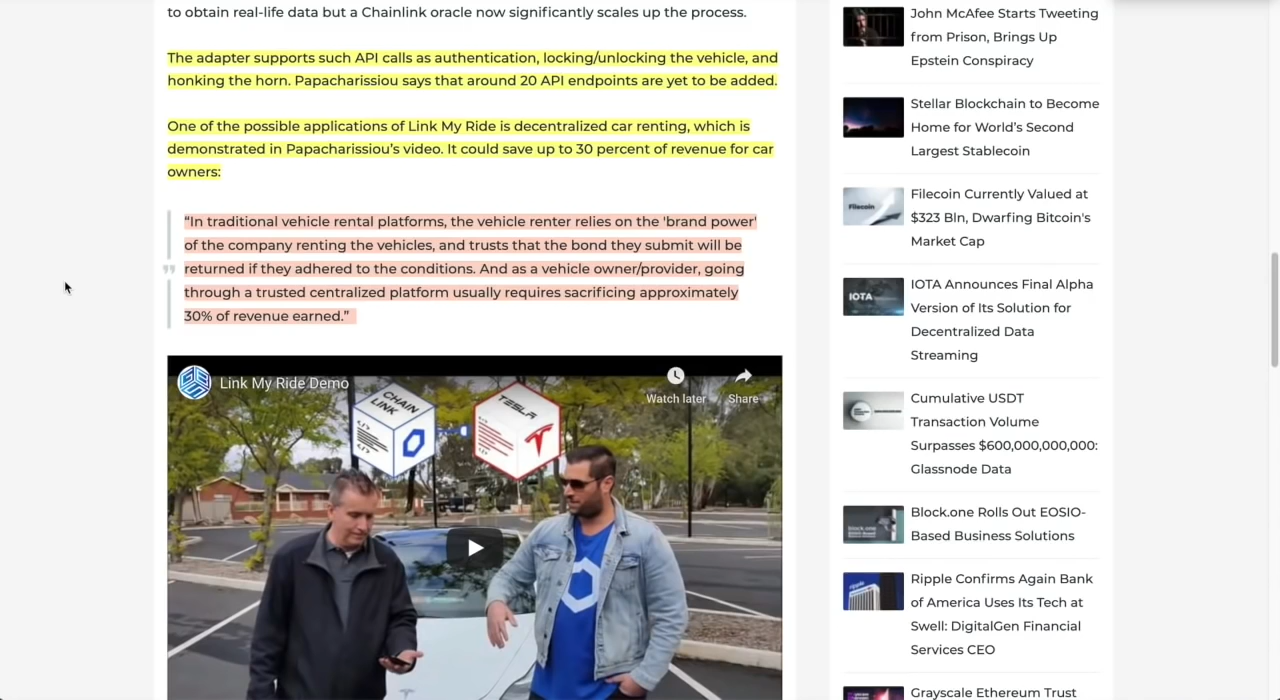 to obtain real-life data but a Chainlink oracle now significantly scales up the process.
The adapter supports such API calls as authentication, locking/unlocking the vehicle, and
honking the horn. Papacharissiou says that around 20 API endpoints are yet to be added.
One of the possible applications of Link My Ride is decentralized car renting, which is
demonstrated in Papacharissiou’s video. It could save up to 30 percent of revenue for car
owners:
“In traditional vehicle rental platforms, the vehicle renter relies on the 'brand power'
of the company renting the vehicles, and trusts that the bond they submit will be
returned if they adhered to the conditions. And as a vehicle owner/provider, going
through a trusted centralized platform usually requires sacrificing approximately
30% of revenue earned.”
Link My Ride Demo
Watch later
Share
CHAIN
LINK
TESLA
John McAfee Starts Tweeting
from Prison, Brings Up
Epstein Conspiracy
Stellar Blockchain to Become
Home for World’s Second
Largest Stablecoin
Filecoin
Filecoin Currently Valued at
$323 Bln, Dwarfing Bitcoin's
Market Cap
IOTA
IOTA Announces Final Alpha
Version of Its Solution for
Decentralized Data
Streaming
Cumulative USDT
Transaction Volume
Surpasses $600,000,000,000:
Glassnode Data
block.one
Block.one Rolls Out EOSIO-
Based Business Solutions
ripple
Ripple Confirms Again Bank
of America Uses Its Tech at
Swell: DigitalGen Financial
Services CEO
Grayscale Ethereum Trust